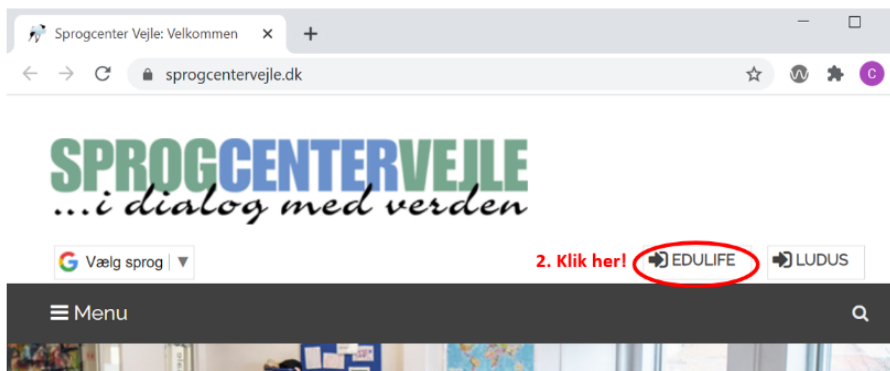 Sprogcenter Vejle: Velkommen
sprogcentervejle.dk
C
SPROGCENTERVEJLE
...i dialog med verden
Vælg sprog
2. Klik her!
EDULIFE
LUDUS
Menu